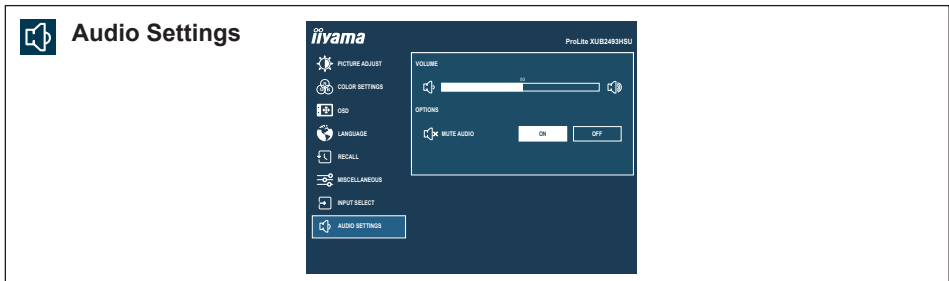 Audio Settings
iiyama
ProLite XUB2493HSU
PICTURE ADJUST
COLOR SETTINGS
OSD
LANGUAGE
RECALL
MISCELLANEOUS
INPUT SELECT
AUDIO SETTINGS
VOLUME
50
OPTIONS
MUTE AUDIO ON OFF